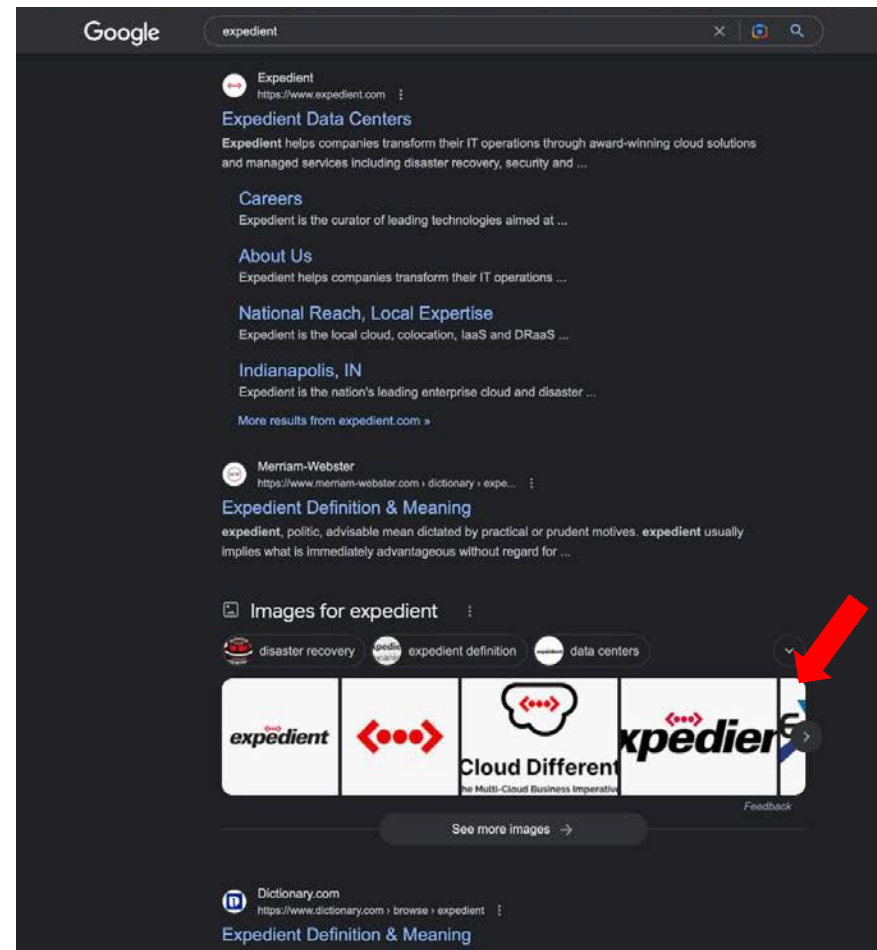 Google
expedient
Expedient
https://www.expedient.com
Expedient Data Centers
Expedient helps companies transform their IT operations through award-winning cloud solutions
and managed services including disaster recovery, security and ...
Careers
Expedient is the curator of leading technologies aimed at ...
About Us
Expedient helps companies transform their IT operations ...
National Reach, Local Expertise
Expedient is the local cloud, colocation, IaaS and DRaaS ...
Indianapolis, IN
Expedient is the nation's leading enterprise cloud and disaster ...
More results from expedient.com »
Merriam-Webster
https://www.merriam-webster.com › dictionary › expe...
Expedient Definition & Meaning
expedient, politic, advisable mean dictated by practical or prudent motives. expedient usually
implies what is immediately advantageous without regard for ...
Images for expedient
disaster recovery expedient definition data centers
expedient
xpedier
Cloud Different
he Multi-Cloud Business Imperative
Feedback
See more images →
Dictionary.com
https://www.dictionary.com › browse › expedient
Expedient Definition & Meaning